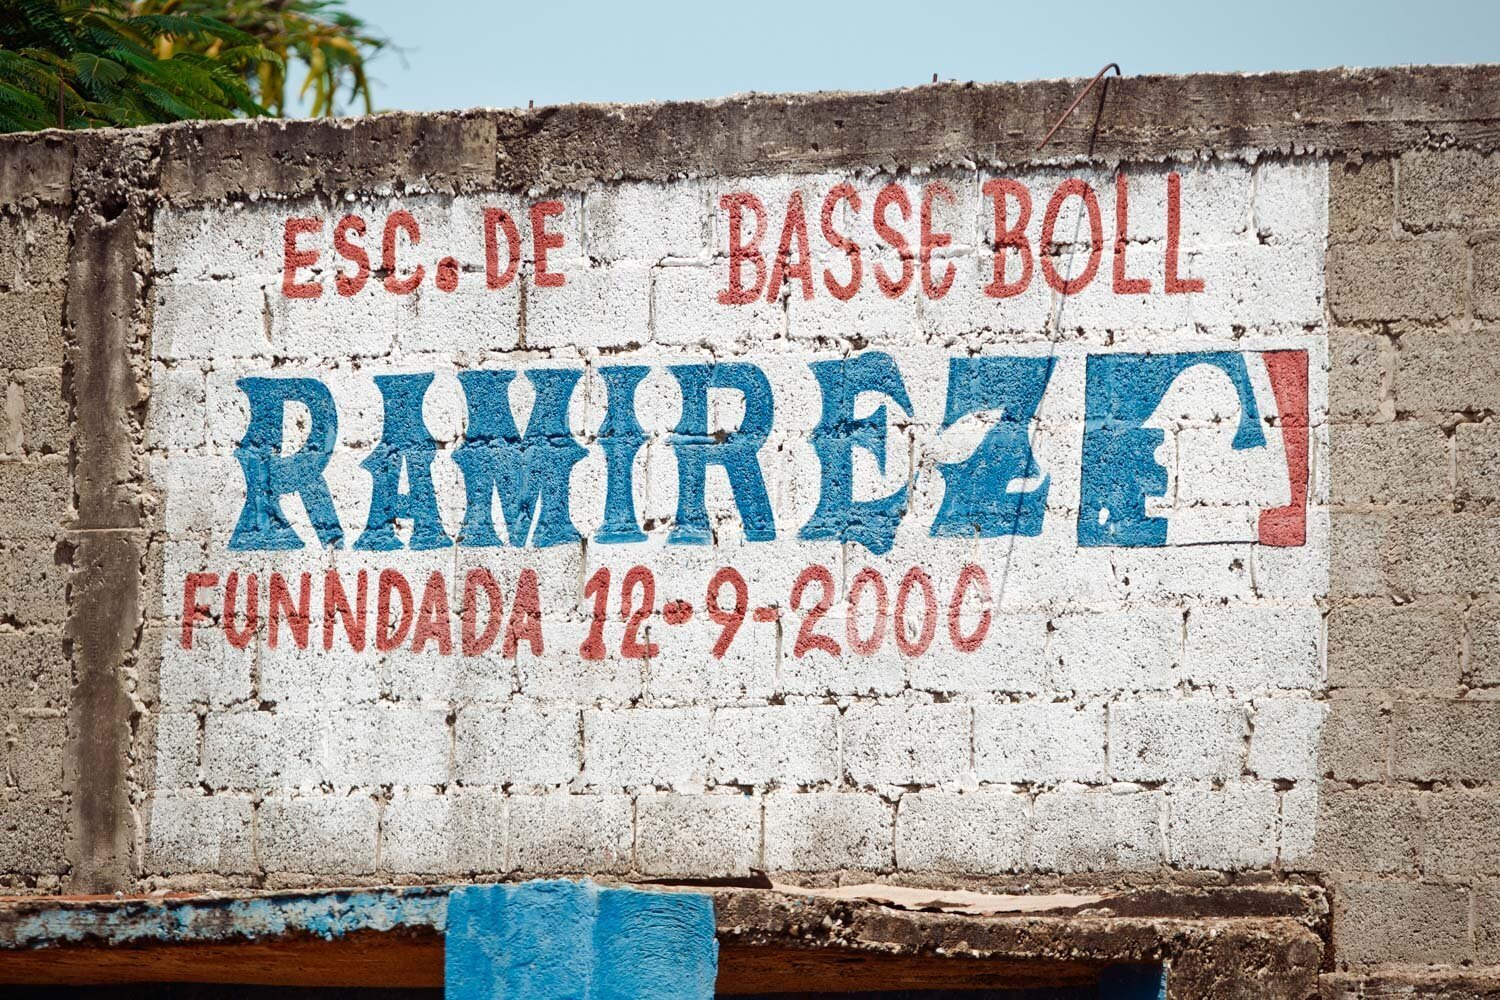 ESC. DE BASSE BOLL
RAMIREZ
FUNNDADA 12-9-2000